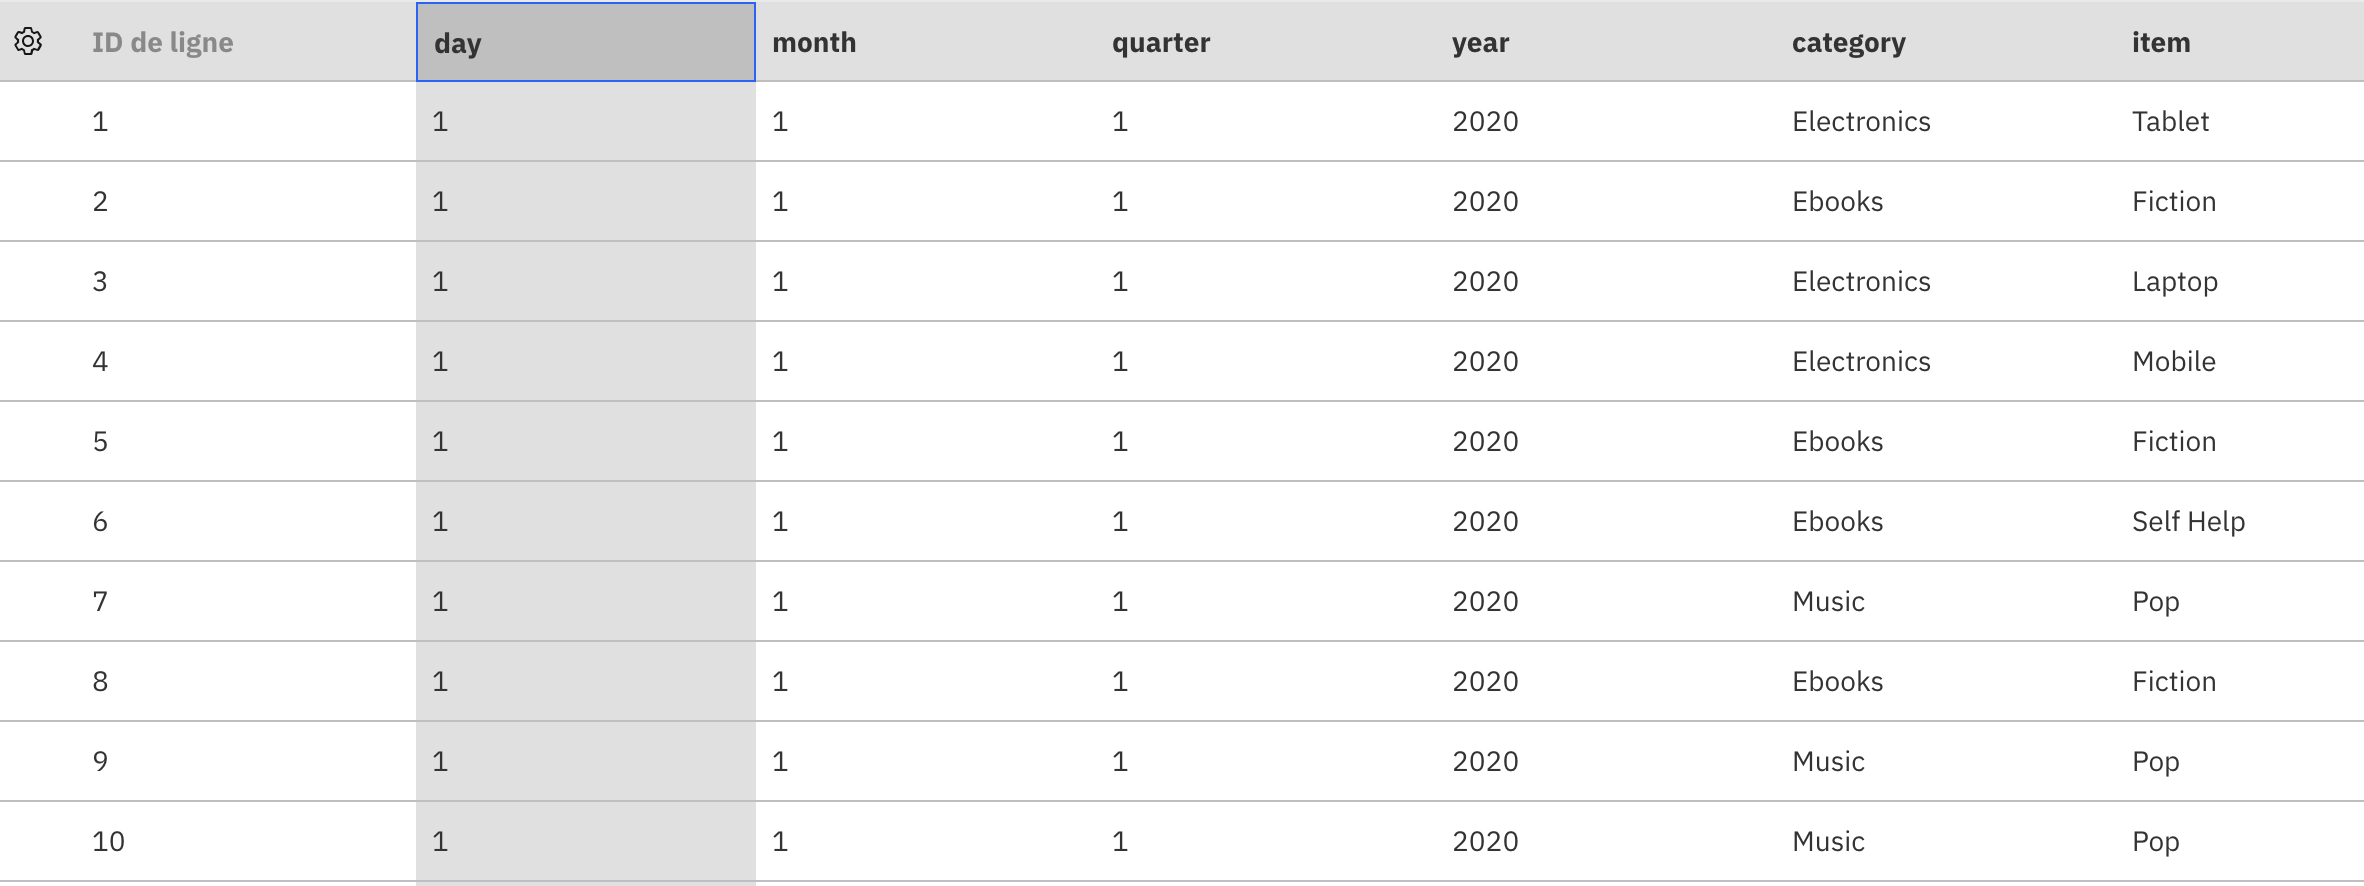 ID de ligne day month quarter year category item
1 1 1 1 2020 Electronics Tablet
2 1 1 1 2020 Ebooks Fiction
3 1 1 1 2020 Electronics Laptop
4 1 1 1 2020 Electronics Mobile
5 1 1 1 2020 Ebooks Fiction
6 1 1 1 2020 Ebooks Self Help
7 1 1 1 2020 Music Pop
8 1 1 1 2020 Ebooks Fiction
9 1 1 1 2020 Music Pop
10 1 1 1 2020 Music Pop